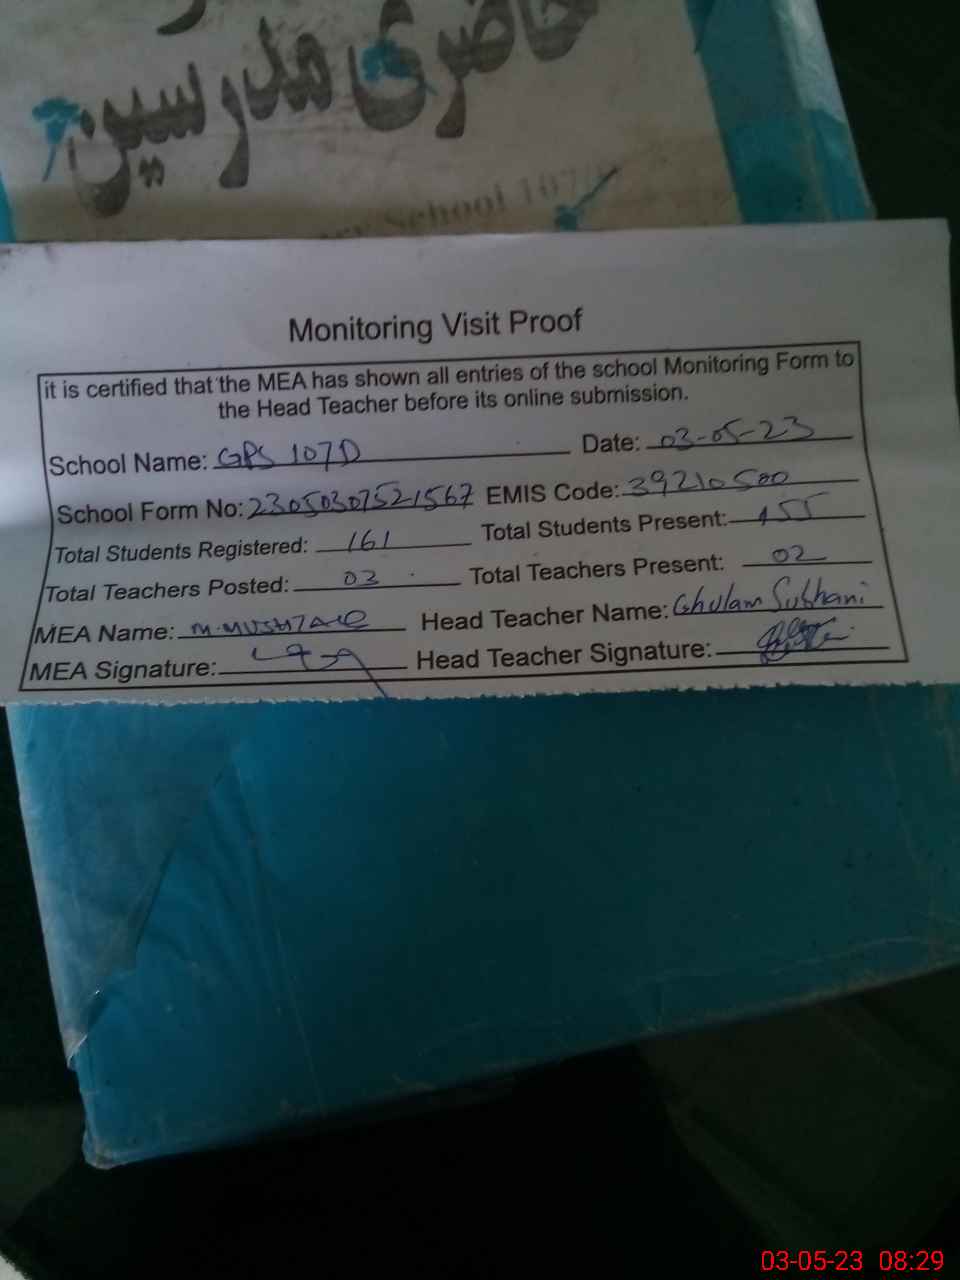 حاضری مدرسین
School 107/
Monitoring Visit Proof
it is certified that the MEA has shown all entries of the school Monitoring Form to
the Head Teacher before its online submission.
School Name: GPS 107D Date: 03-05-23
School Form No: 23050307521567 EMIS Code: 39210500
Total Students Registered: 161 Total Students Present: 155
Total Teachers Posted: 03 Total Teachers Present: 02
MEA Name: M.MUSHTAQ Head Teacher Name: Ghulam Subhani
MEA Signature: Head Teacher Signature:
03-05-23 08:29